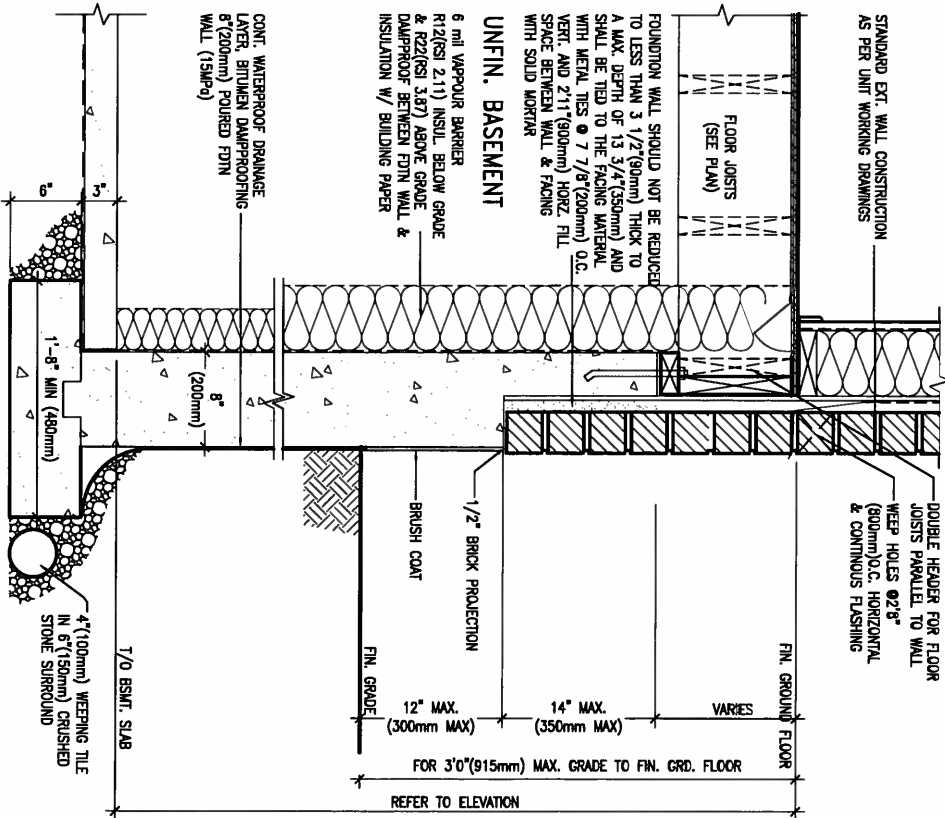 STANDARD EXT. WALL CONSTRUCTION
AS PER UNIT WORKING DRAWINGS
FLOOR JOISTS
(SEE PLAN)
FOUNDTION WALL SHOULD NOT BE REDUCED
TO LESS THAN 3 1/2"(90mm) THICK TO
A MAX. DEPTH OF 13 3/4"(350mm) AND
SHALL BE TIED TO THE FACING MATERIAL
WITH METAL TIES @ 7 7/8"(200mm) O.C.
VERT. AND 2'11"(900mm) HORZ. FILL
SPACE BETWEEN WALL & FACING
WITH SOLID MORTAR
UNFIN. BASEMENT
6 mil VAPPOUR BARRIER
R12(RSI 2.11) INSUL. BELOW GRADE
& R22(RSI 3.87) ABOVE GRADE
DAMPPROOF BETWEEN FDTN WALL &
INSULATION W/ BUILDING PAPER
CONT. WATERPROOF DRAINAGE
LAYER, BITUMEN DAMPPROOFING
8"(200mm) POURED FDTN
WALL (15MPa)
3"
6"
8"
(200mm)
1'-8" MIN (480mm)
DOUBLE HEADER FOR FLOOR
JOISTS PARALLEL TO WALL
WEEP HOLES @2'8"
(800mm)O.C. HORIZONTAL
& CONTINOUS FLASHING
1/2" BRICK PROJECTION
BRUSH COAT
4"(100mm) WEEPING TILE
IN 6"(150mm) CRUSHED
STONE SURROUND
FIN. GROUND FLOOR
FIN. GRADE
T/O BSMT. SLAB
VARIES
14" MAX.
(350mm MAX)
12" MAX.
(300mm MAX)
FOR 3'0"(915mm) MAX. GRADE TO FIN. GRD. FLOOR
REFER TO ELEVATION